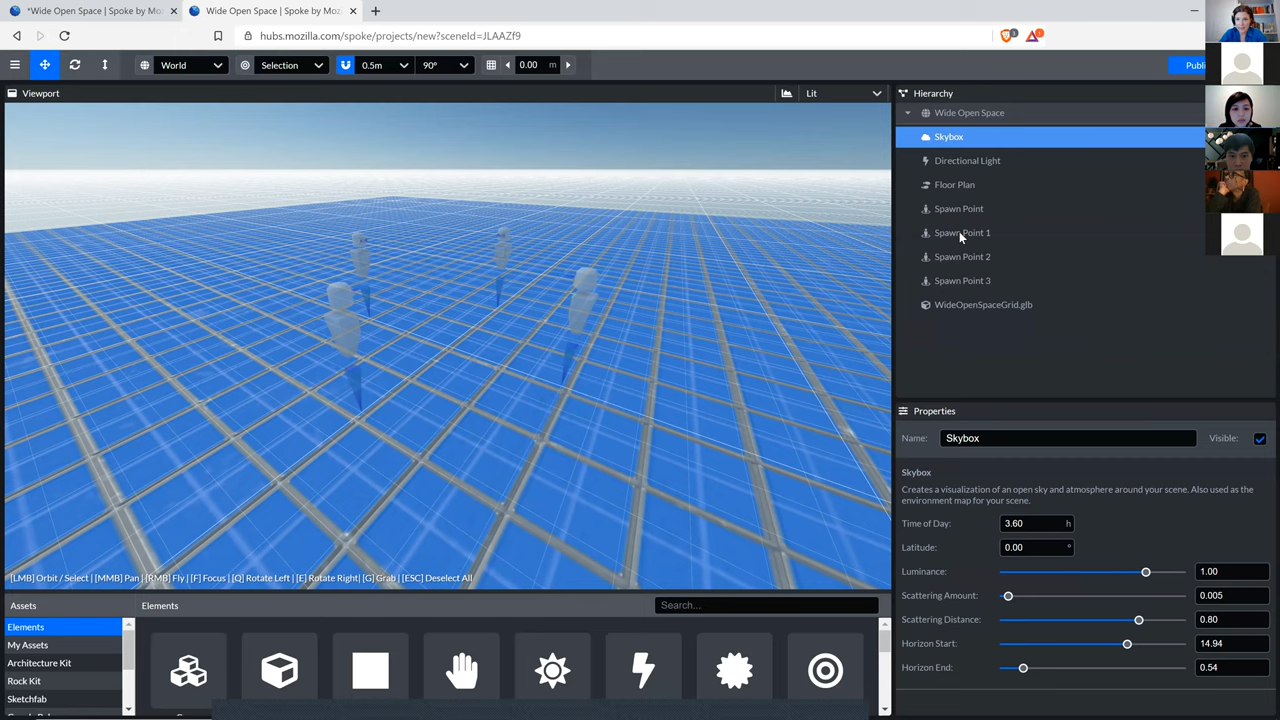 *Wide Open Space | Spoke by Mo
Wide Open Space | Spoke by Mo
hubs.mozilla.com/spoke/projects/new?sceneId=JLAAZf9
World
Selection
0.5m
90°
0.00 m
Publi
Viewport
Lit
Hierarchy
Wide Open Space
Skybox
Directional Light
Floor Plan
Spawn Point
Spawn Point 1
Spawn Point 2
Spawn Point 3
WideOpenSpaceGrid.glb
[LMB] Orbit / Select | [MMB] Pan | [RMB] Fly | [F] Focus | [Q] Rotate Left | [E] Rotate Right | [G] Grab | [ESC] Deselect All
Properties
Name: Skybox Visible:
Skybox
Creates a visualization of an open sky and atmosphere around your scene. Also used as the
environment map for your scene.
Time of Day: 3.60 h
Latitude: 0.00 °
Luminance: 1.00
Scattering Amount: 0.005
Scattering Distance: 0.80
Horizon Start: 14.94
Horizon End: 0.54
Assets
Elements
My Assets
Architecture Kit
Rock Kit
Sketchfab
Elements
Search...